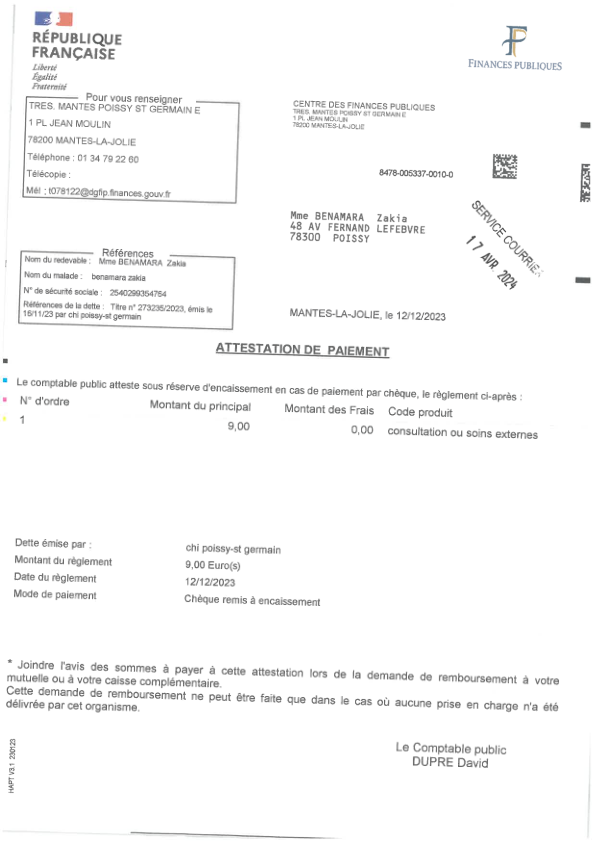 RÉPUBLIQUE
FRANÇAISE
Liberté
Égalité
Fraternité
FINANCES PUBLIQUES
Pour vous renseigner
TRES. MANTES POISSY ST GERMAIN E
1 PL JEAN MOULIN
78200 MANTES-LA-JOLIE
Téléphone : 01 34 79 22 60
Télécopie :
Mél : t078122@dgfip.finances.gouv.fr
CENTRE DES FINANCES PUBLIQUES
TRES. MANTES POISSY ST GERMAIN E
1 PL JEAN MOULIN
78200 MANTES-LA-JOLIE
8478-005337-0010-0
Mme BENAMARA Zakia
48 AV FERNAND LEFEBVRE
78300 POISSY
SERVICE COURRIER
17 AVR. 2024
Références
Nom du redevable : Mme BENAMARA Zakia
Nom du malade : benamara zakia
N° de sécurité sociale : 2540299354764
Références de la dette : Titre n° 273235/2023, émis le
16/11/23 par chi poissy-st germain
MANTES-LA-JOLIE, le 12/12/2023
ATTESTATION DE PAIEMENT
Le comptable public atteste sous réserve d'encaissement en cas de paiement par chèque, le règlement ci-après :
N° d'ordre Montant du principal Montant des Frais Code produit
1 9,00 0,00 consultation ou soins externes
Dette émise par : chi poissy-st germain
Montant du règlement 9,00 Euro(s)
Date du règlement 12/12/2023
Mode de paiement Chèque remis à encaissement
* Joindre l'avis des sommes à payer à cette attestation lors de la demande de remboursement à votre
mutuelle ou à votre caisse complémentaire.
Cette demande de remboursement ne peut être faite que dans le cas où aucune prise en charge n'a été
délivrée par cet organisme.
Le Comptable public
DUPRE David
HAPT V3.1 230123